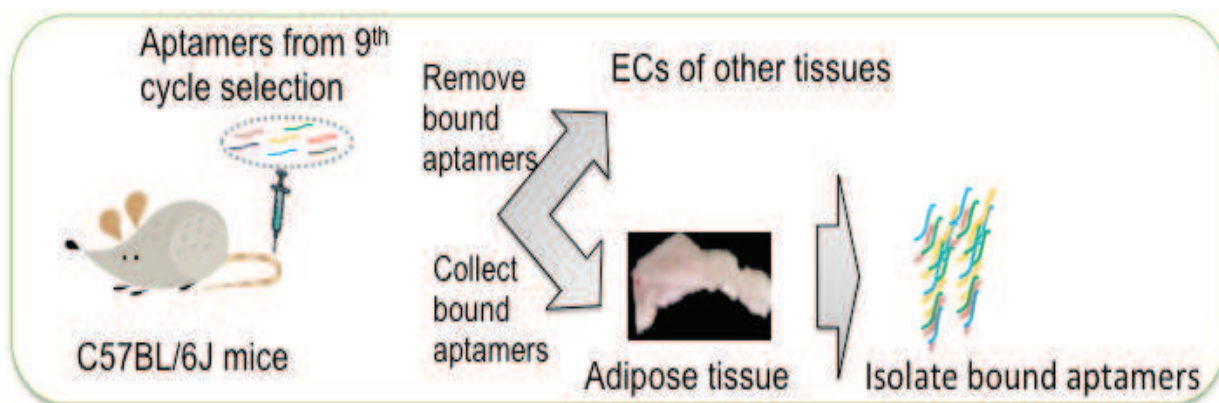 Aptamers from 9th
cycle selection
C57BL/6J mice
Remove
bound
aptamers
Collect
bound
aptamers
ECs of other tissues
Adipose tissue
Isolate bound aptamers